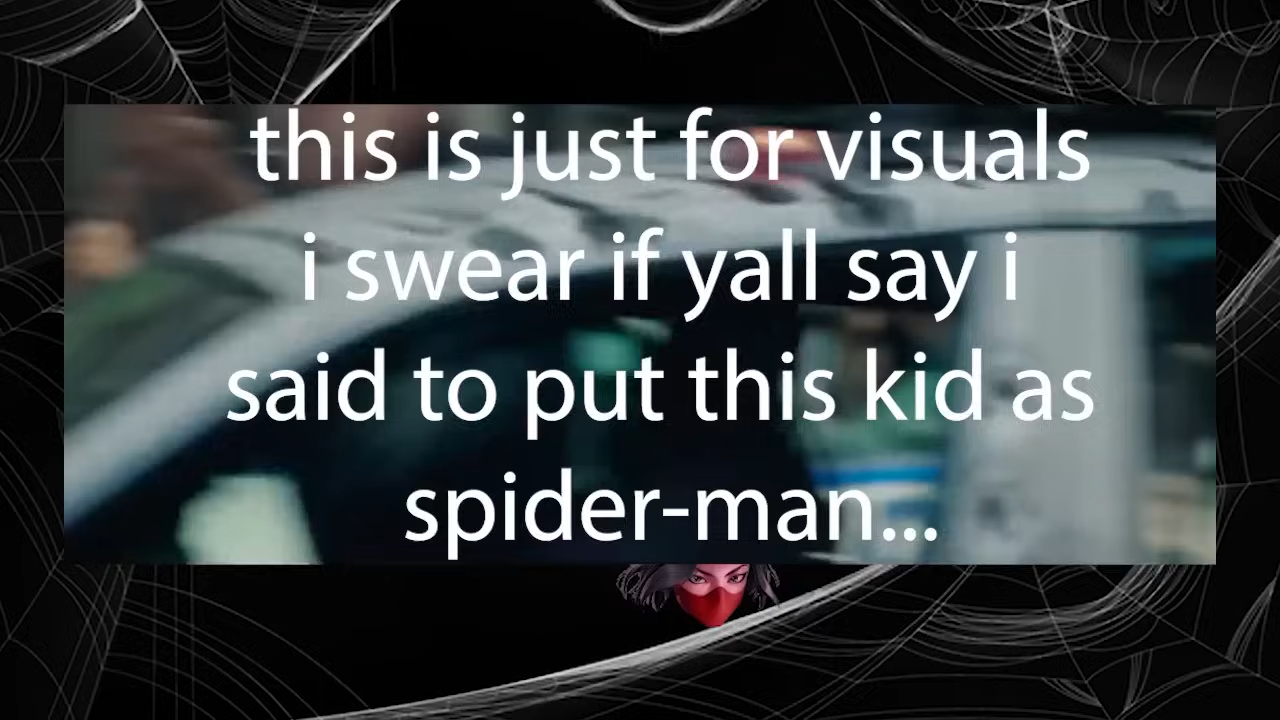 this is just for visuals
i swear if yall say i
said to put this kid as
spider-man...